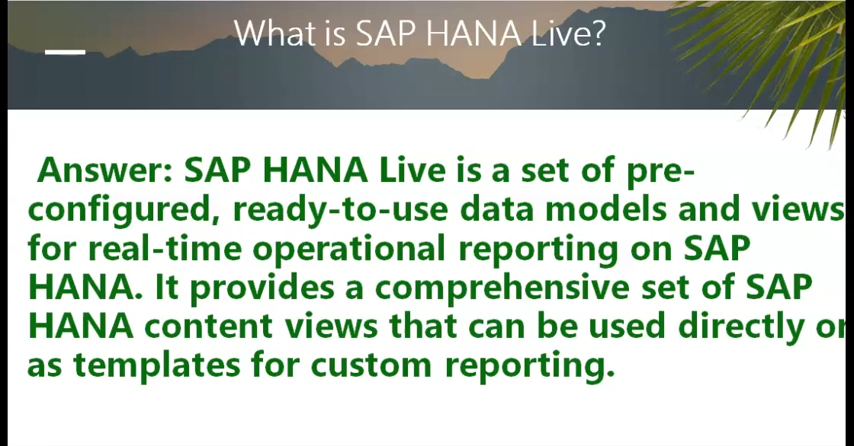 What is SAP HANA Live?
Answer: SAP HANA Live is a set of pre-
configured, ready-to-use data models and views
for real-time operational reporting on SAP
HANA. It provides a comprehensive set of SAP
HANA content views that can be used directly or
as templates for custom reporting.